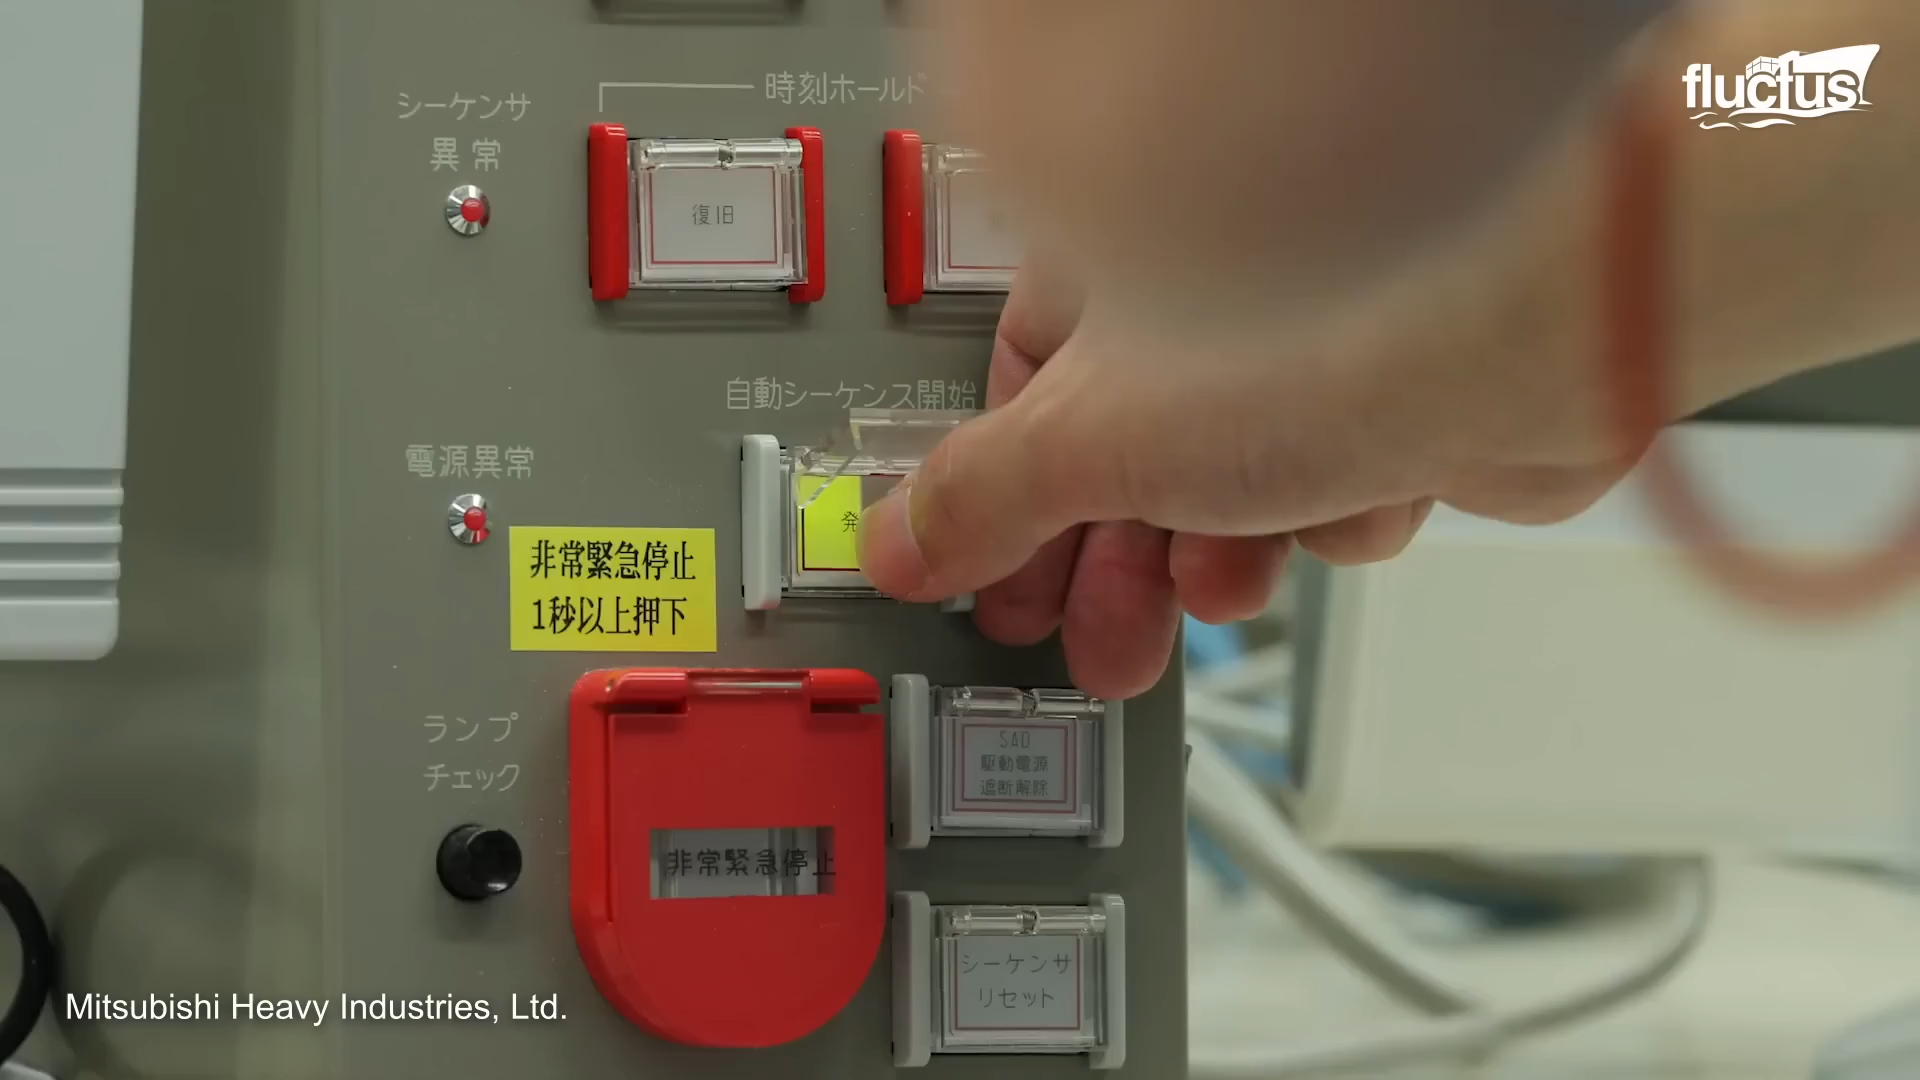 fluctus
時刻ホールド
シーケンサ
異常
復旧
自動シーケンス開始
電源異常
発
非常緊急停止
1秒以上押下
SAD
駆動電源
遮断解除
ランプ
チェック
非常緊急停止
シーケンサ
リセット
Mitsubishi Heavy Industries, Ltd.